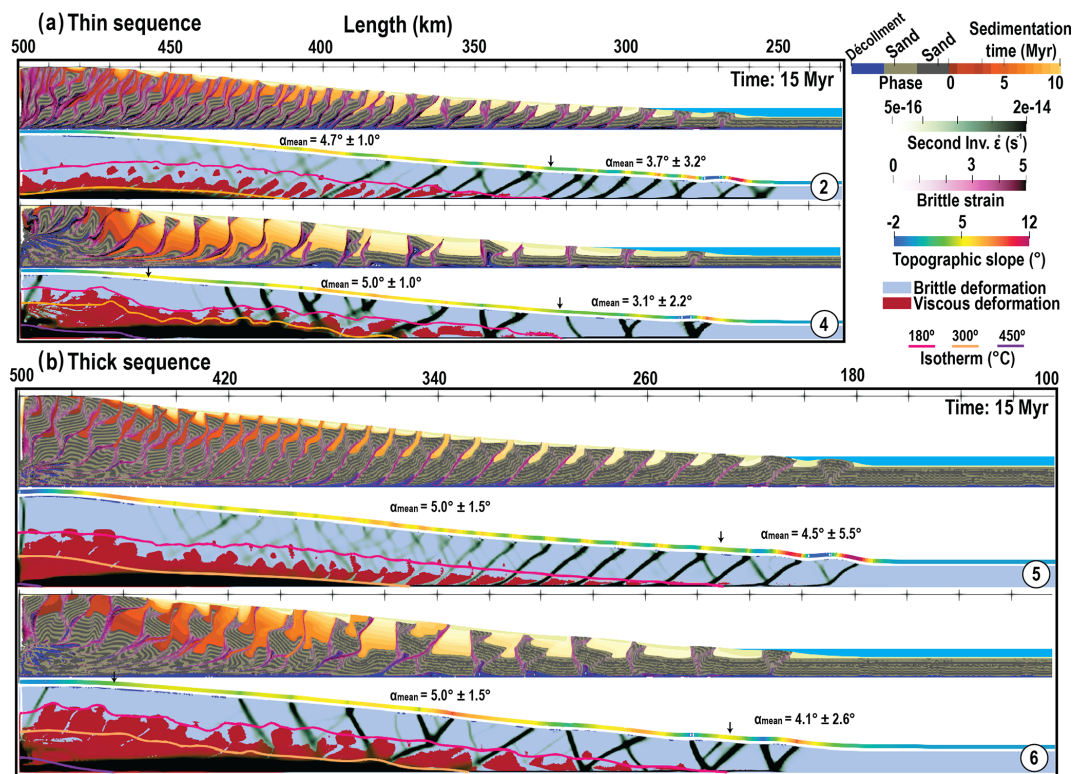 (a) Thin sequence
Length (km)
500 450 400 350 300 250
Time: 15 Myr
αmean = 4.7° ± 1.0°
αmean = 3.7° ± 3.2°
2
αmean = 5.0° ± 1.0°
αmean = 3.1° ± 2.2°
4
Décollment Sand Sand Sedimentation
time (Myr)
Phase 0 5 10
5e-16 2e-14
Second Inv. ε̇ (s⁻¹)
0 5
Brittle strain
-2 5 12
Topographic slope (°)
Brittle deformation
Viscous deformation
180º 300º 450º
Isotherm (°C)
(b) Thick sequence
500 420 340 260 180 100
Time: 15 Myr
αmean = 5.0° ± 1.5°
αmean = 4.5° ± 5.5°
5
αmean = 5.0° ± 1.5°
αmean = 4.1° ± 2.6°
6